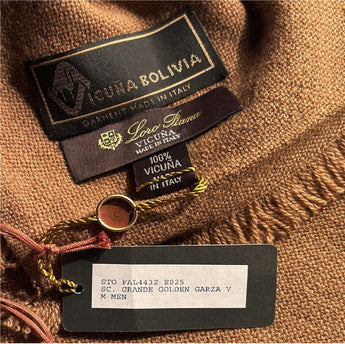 VICUÑA BOLIVIA
GARMENT MADE IN ITALY
Loro Piana
VICUÑA
MADE IN ITALY
100%
VICUÑA
IN ITALY
STO FAL4432 E025
SC. GRANDE GOLDEN GARZA V
M MEN